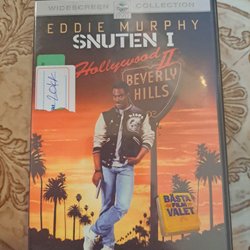 WIDESCREEN COLLECTION
EDDIE MURPHY
SNUTEN I
Hollywood II
BEVERLY HILLS
BÄSTA
FILM
VALET